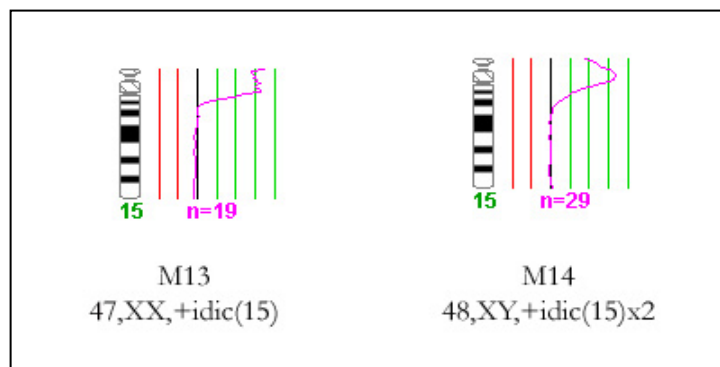 15 n=19
15 n=29
M13
47,XX,+idic(15)
M14
48,XY,+idic(15)x2